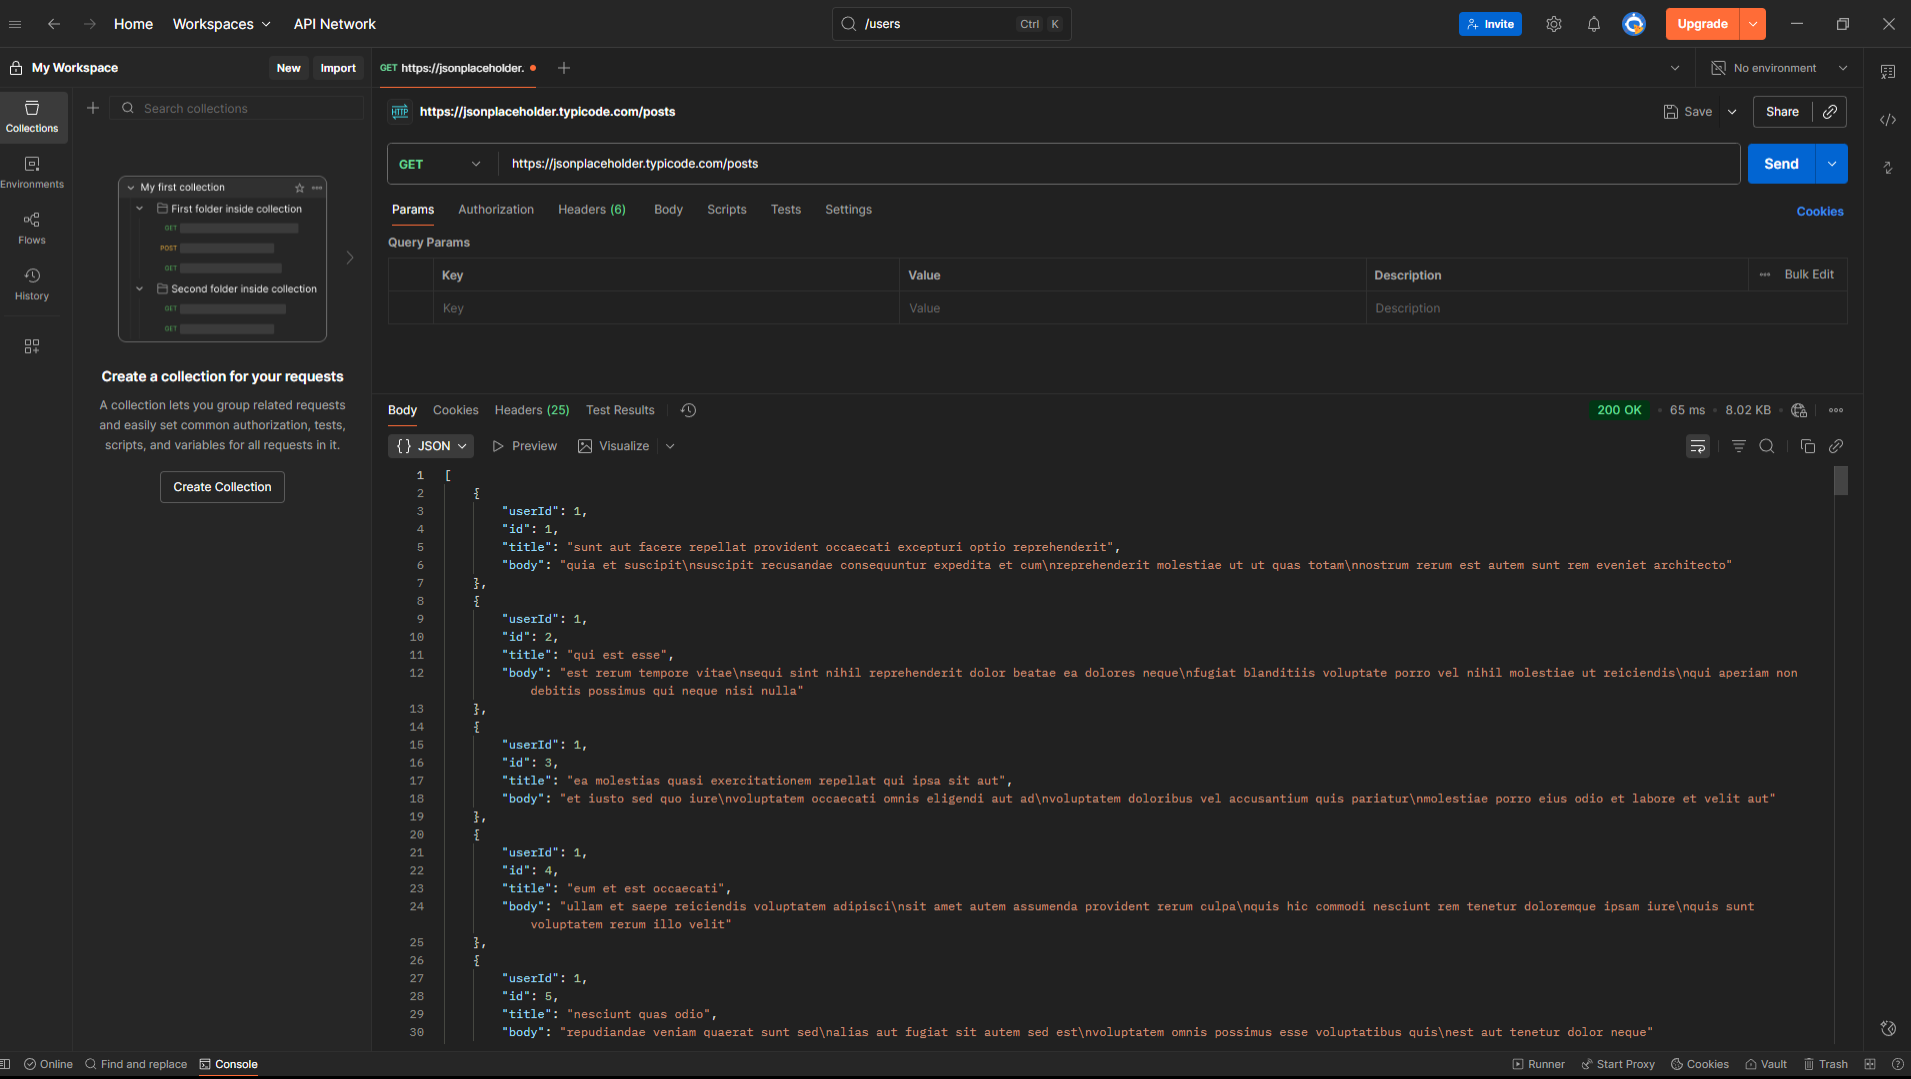 Home Workspaces API Network /users Ctrl K Invite Upgrade
My Workspace New Import GET https://jsonplaceholder. No environment
Collections
Environments
Flows
History
Search collections
My first collection
First folder inside collection
GET
POST
GET
Second folder inside collection
GET
GET
Create a collection for your requests
A collection lets you group related requests
and easily set common authorization, tests,
scripts, and variables for all requests in it.
Create Collection
HTTP https://jsonplaceholder.typicode.com/posts Save Share
GET https://jsonplaceholder.typicode.com/posts Send
Params Authorization Headers (6) Body Scripts Tests Settings Cookies
Query Params
Key Value Description Bulk Edit
Key Value Description
Body Cookies Headers (25) Test Results 200 OK 65 ms 8.02 KB
{} JSON Preview Visualize
1 [
2 {
3 "userId": 1,
4 "id": 1,
5 "title": "sunt aut facere repellat provident occaecati excepturi optio reprehenderit",
6 "body": "quia et suscipit\nsuscipit recusandae consequuntur expedita et cum\nreprehenderit molestiae ut ut quas totam\nnostrum rerum est autem sunt rem eveniet architecto"
7 },
8 {
9 "userId": 1,
10 "id": 2,
11 "title": "qui est esse",
12 "body": "est rerum tempore vitae\nsequi sint nihil reprehenderit dolor beatae ea dolores neque\nfugiat blanditiis voluptate porro vel nihil molestiae ut reiciendis\nqui aperiam non
debitis possimus qui neque nisi nulla"
13 },
14 {
15 "userId": 1,
16 "id": 3,
17 "title": "ea molestias quasi exercitationem repellat qui ipsa sit aut",
18 "body": "et iusto sed quo iure\nvoluptatem occaecati omnis eligendi aut ad\nvoluptatem doloribus vel accusantium quis pariatur\nmolestiae porro eius odio et labore et velit aut"
19 },
20 {
21 "userId": 1,
22 "id": 4,
23 "title": "eum et est occaecati",
24 "body": "ullam et saepe reiciendis voluptatem adipisci\nsit amet autem assumenda provident rerum culpa\nquis hic commodi nesciunt rem tenetur doloremque ipsam iure\nquis sunt
voluptatem rerum illo velit"
25 },
26 {
27 "userId": 1,
28 "id": 5,
29 "title": "nesciunt quas odio",
30 "body": "repudiandae veniam quaerat sunt sed\nalias aut fugiat sit autem sed est\nvoluptatem omnis possimus esse voluptatibus quis\nest aut tenetur dolor neque"
Online Find and replace Console Runner Start Proxy Cookies Vault Trash